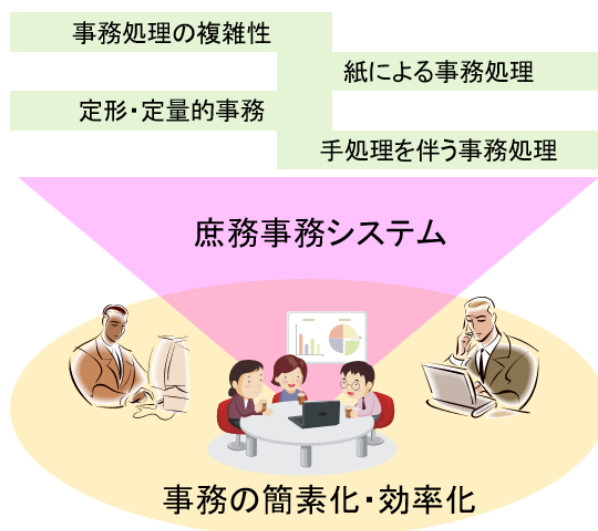 事務処理の複雑性
紙による事務処理
定形・定量的事務
手処理を伴う事務処理
庶務事務システム
事務の簡素化・効率化